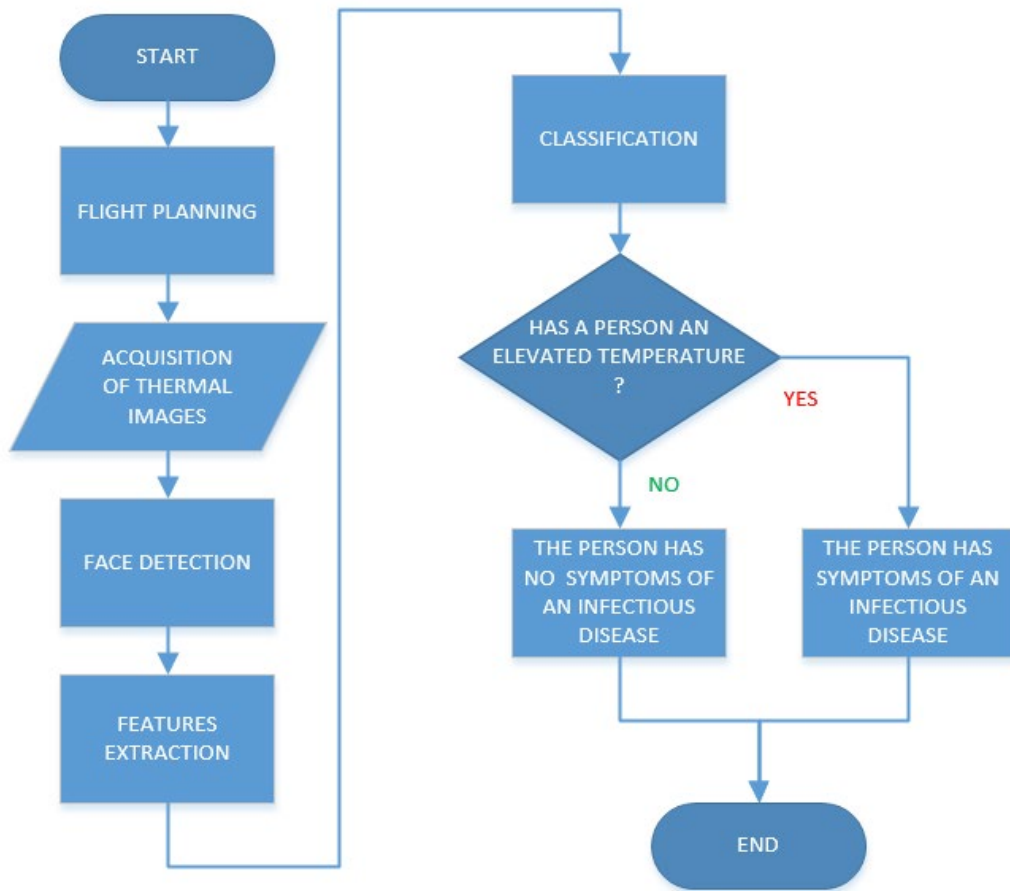 START
FLIGHT PLANNING
ACQUISITION
OF THERMAL
IMAGES
FACE DETECTION
FEATURES
EXTRACTION
CLASSIFICATION
HAS A PERSON AN
ELEVATED TEMPERATURE
?
YES
NO
THE PERSON HAS
NO SYMPTOMS OF
AN INFECTIOUS
DISEASE
THE PERSON HAS
SYMPTOMS OF AN
INFECTIOUS
DISEASE
END